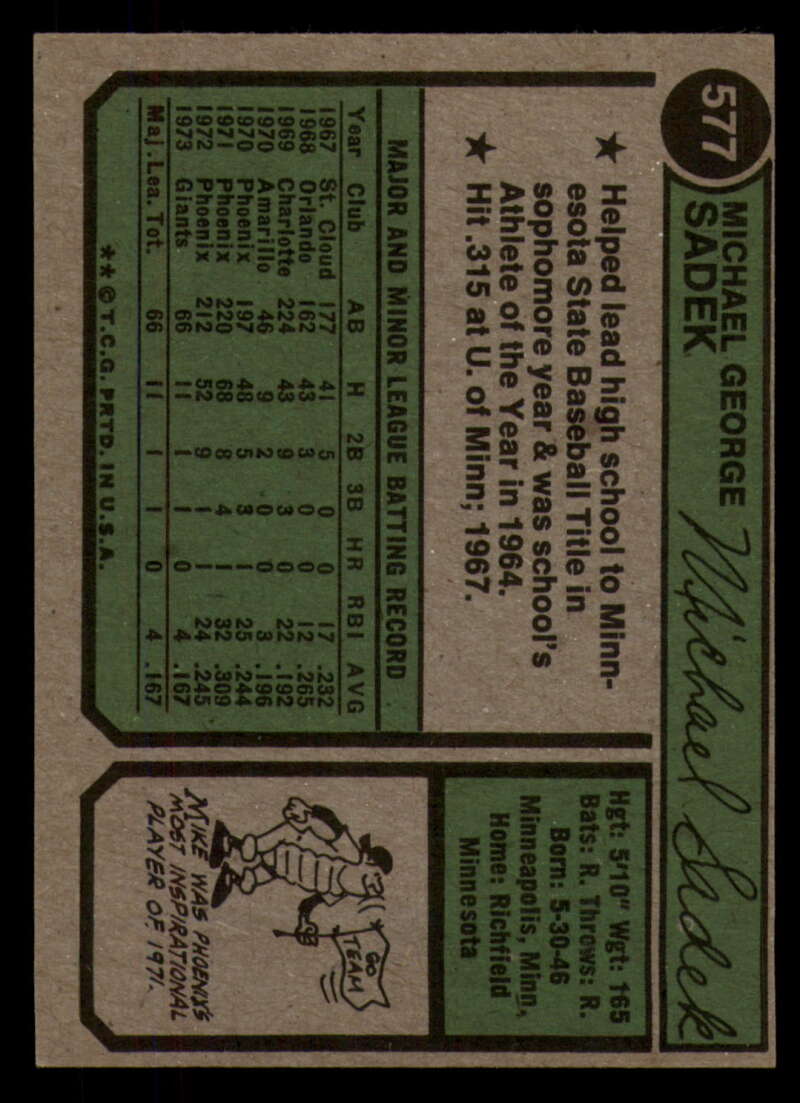 577
MICHAEL GEORGE
SADEK
Michael Sadek
★ Helped lead high school to Minn-
esota State Baseball Title in
sophomore year & was school's
Athlete of the Year in 1964.
★ Hit .315 at U. of Minn; 1967.
Hgt: 5'10" Wgt: 165
Bats: R. Throws: R.
Born: 5-30-46
Minneapolis, Minn,
Home: Richfield
Minnesota
MAJOR AND MINOR LEAGUE BATTING RECORD
Year Club AB H 2B 3B HR RBI AVG
1967 St. Cloud 177 41 5 0 0 17 .232
1968 Orlando 162 43 3 0 0 12 .265
1969 Charlotte 224 43 9 3 0 22 .192
1970 Amarillo 46 9 2 0 0 3 .196
1970 Phoenix 197 48 5 3 1 25 .244
1971 Phoenix 220 68 8 4 1 32 .309
1972 Phoenix 212 52 9 1 1 24 .245
1973 Giants 66 11 1 1 0 4 .167
Maj. Lea. Tot. 66 11 1 1 0 4 .167
**© T.C.G. PRTD. IN U.S.A.
GO
TEAM
MIKE WAS PHOENIX'S
MOST INSPIRATIONAL
PLAYER OF 1971.